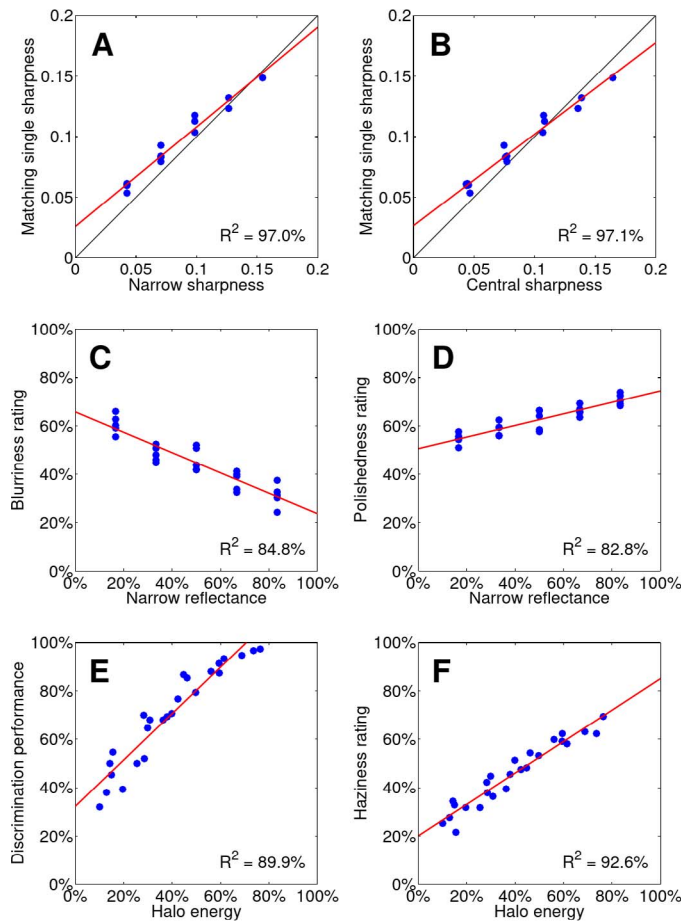 A
Matching single sharpness
0.2
0.15
0.1
0.05
0
0 0.05 0.1 0.15 0.2
Narrow sharpness
R² = 97.0%
B
Matching single sharpness
0.2
0.15
0.1
0.05
0
0 0.05 0.1 0.15 0.2
Central sharpness
R² = 97.1%
C
Blurriness rating
100%
80%
60%
40%
20%
0%
0% 20% 40% 60% 80% 100%
Narrow reflectance
R² = 84.8%
D
Polishedness rating
100%
80%
60%
40%
20%
0%
0% 20% 40% 60% 80% 100%
Narrow reflectance
R² = 82.8%
E
Discrimination performance
100%
80%
60%
40%
20%
0%
0% 20% 40% 60% 80% 100%
Halo energy
R² = 89.9%
F
Haziness rating
100%
80%
60%
40%
20%
0%
0% 20% 40% 60% 80% 100%
Halo energy
R² = 92.6%